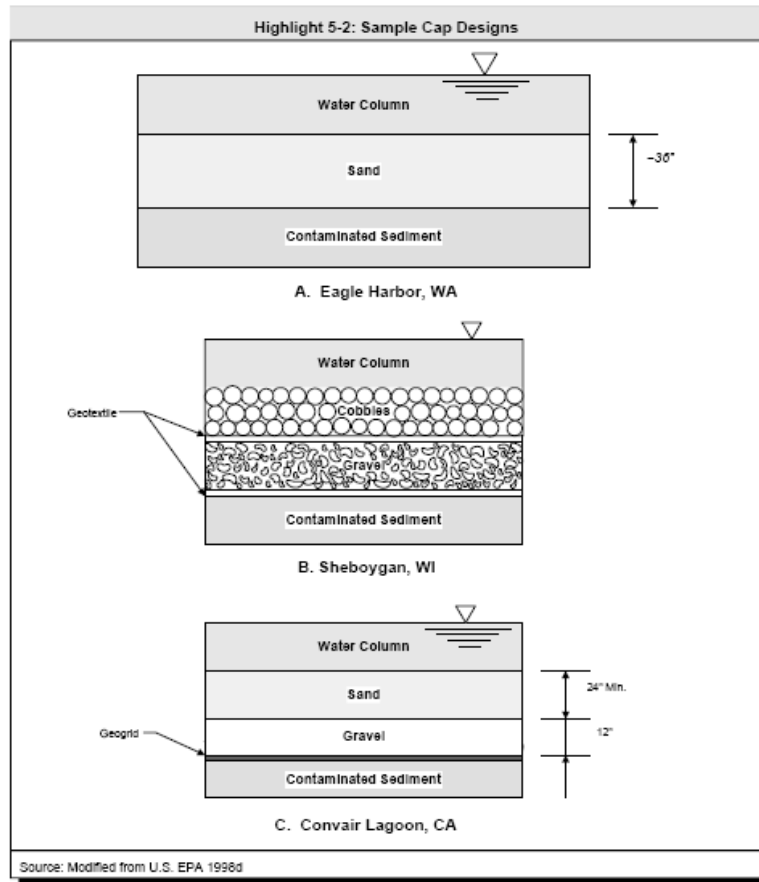 Highlight 5-2: Sample Cap Designs
Water Column
Sand
~36"
Contaminated Sediment
A. Eagle Harbor, WA
Water Column
Geotextile
Cobbles
Gravel
Contaminated Sediment
B. Sheboygan, WI
Water Column
Sand
24" Min.
Geogrid
Gravel
12"
Contaminated Sediment
C. Convair Lagoon, CA
Source: Modified from U.S. EPA 1998d